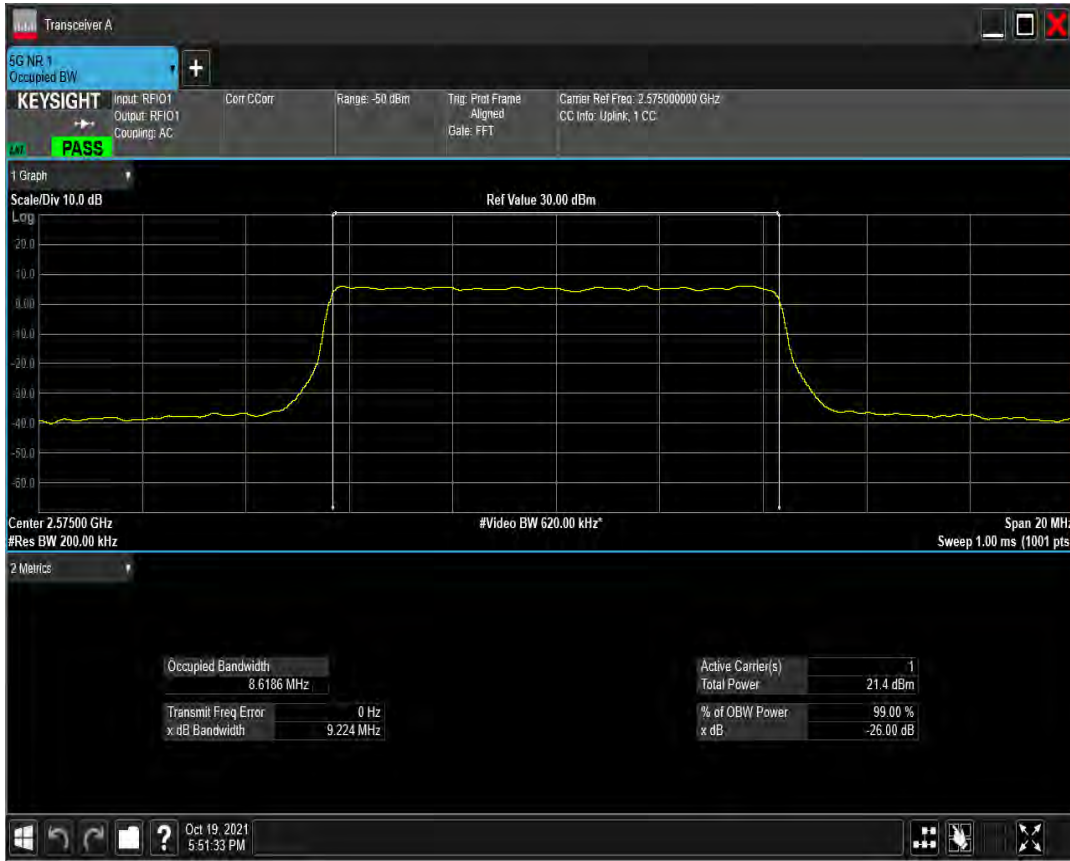 Transceiver A
5G NR 1
Occupied BW
+
KEYSIGHT
PASS
Input: RFIO1
Output: RFIO1
Coupling: AC
Corr CCorr
Range: -50 dBm
Trig: Prot Frame
Aligned
Gate: FFT
Carrier Ref Freq: 2.575000000 GHz
CC Info: Uplink, 1 CC
1 Graph
Scale/Div 10.0 dB
Ref Value 30.00 dBm
Log
20.0
10.0
0.00
-10.0
-20.0
-30.0
-40.0
-50.0
-60.0
Center 2.57500 GHz
#Video BW 620.00 kHz*
Span 20 MHz
#Res BW 200.00 kHz
Sweep 1.00 ms (1001 pts
2 Metrics
Occupied Bandwidth
8.6186 MHz
Transmit Freq Error 0 Hz
x dB Bandwidth 9.224 MHz
Active Carrier(s) 1
Total Power 21.4 dBm
% of OBW Power 99.00 %
x dB -26.00 dB
?
Oct 19, 2021
5:51:33 PM